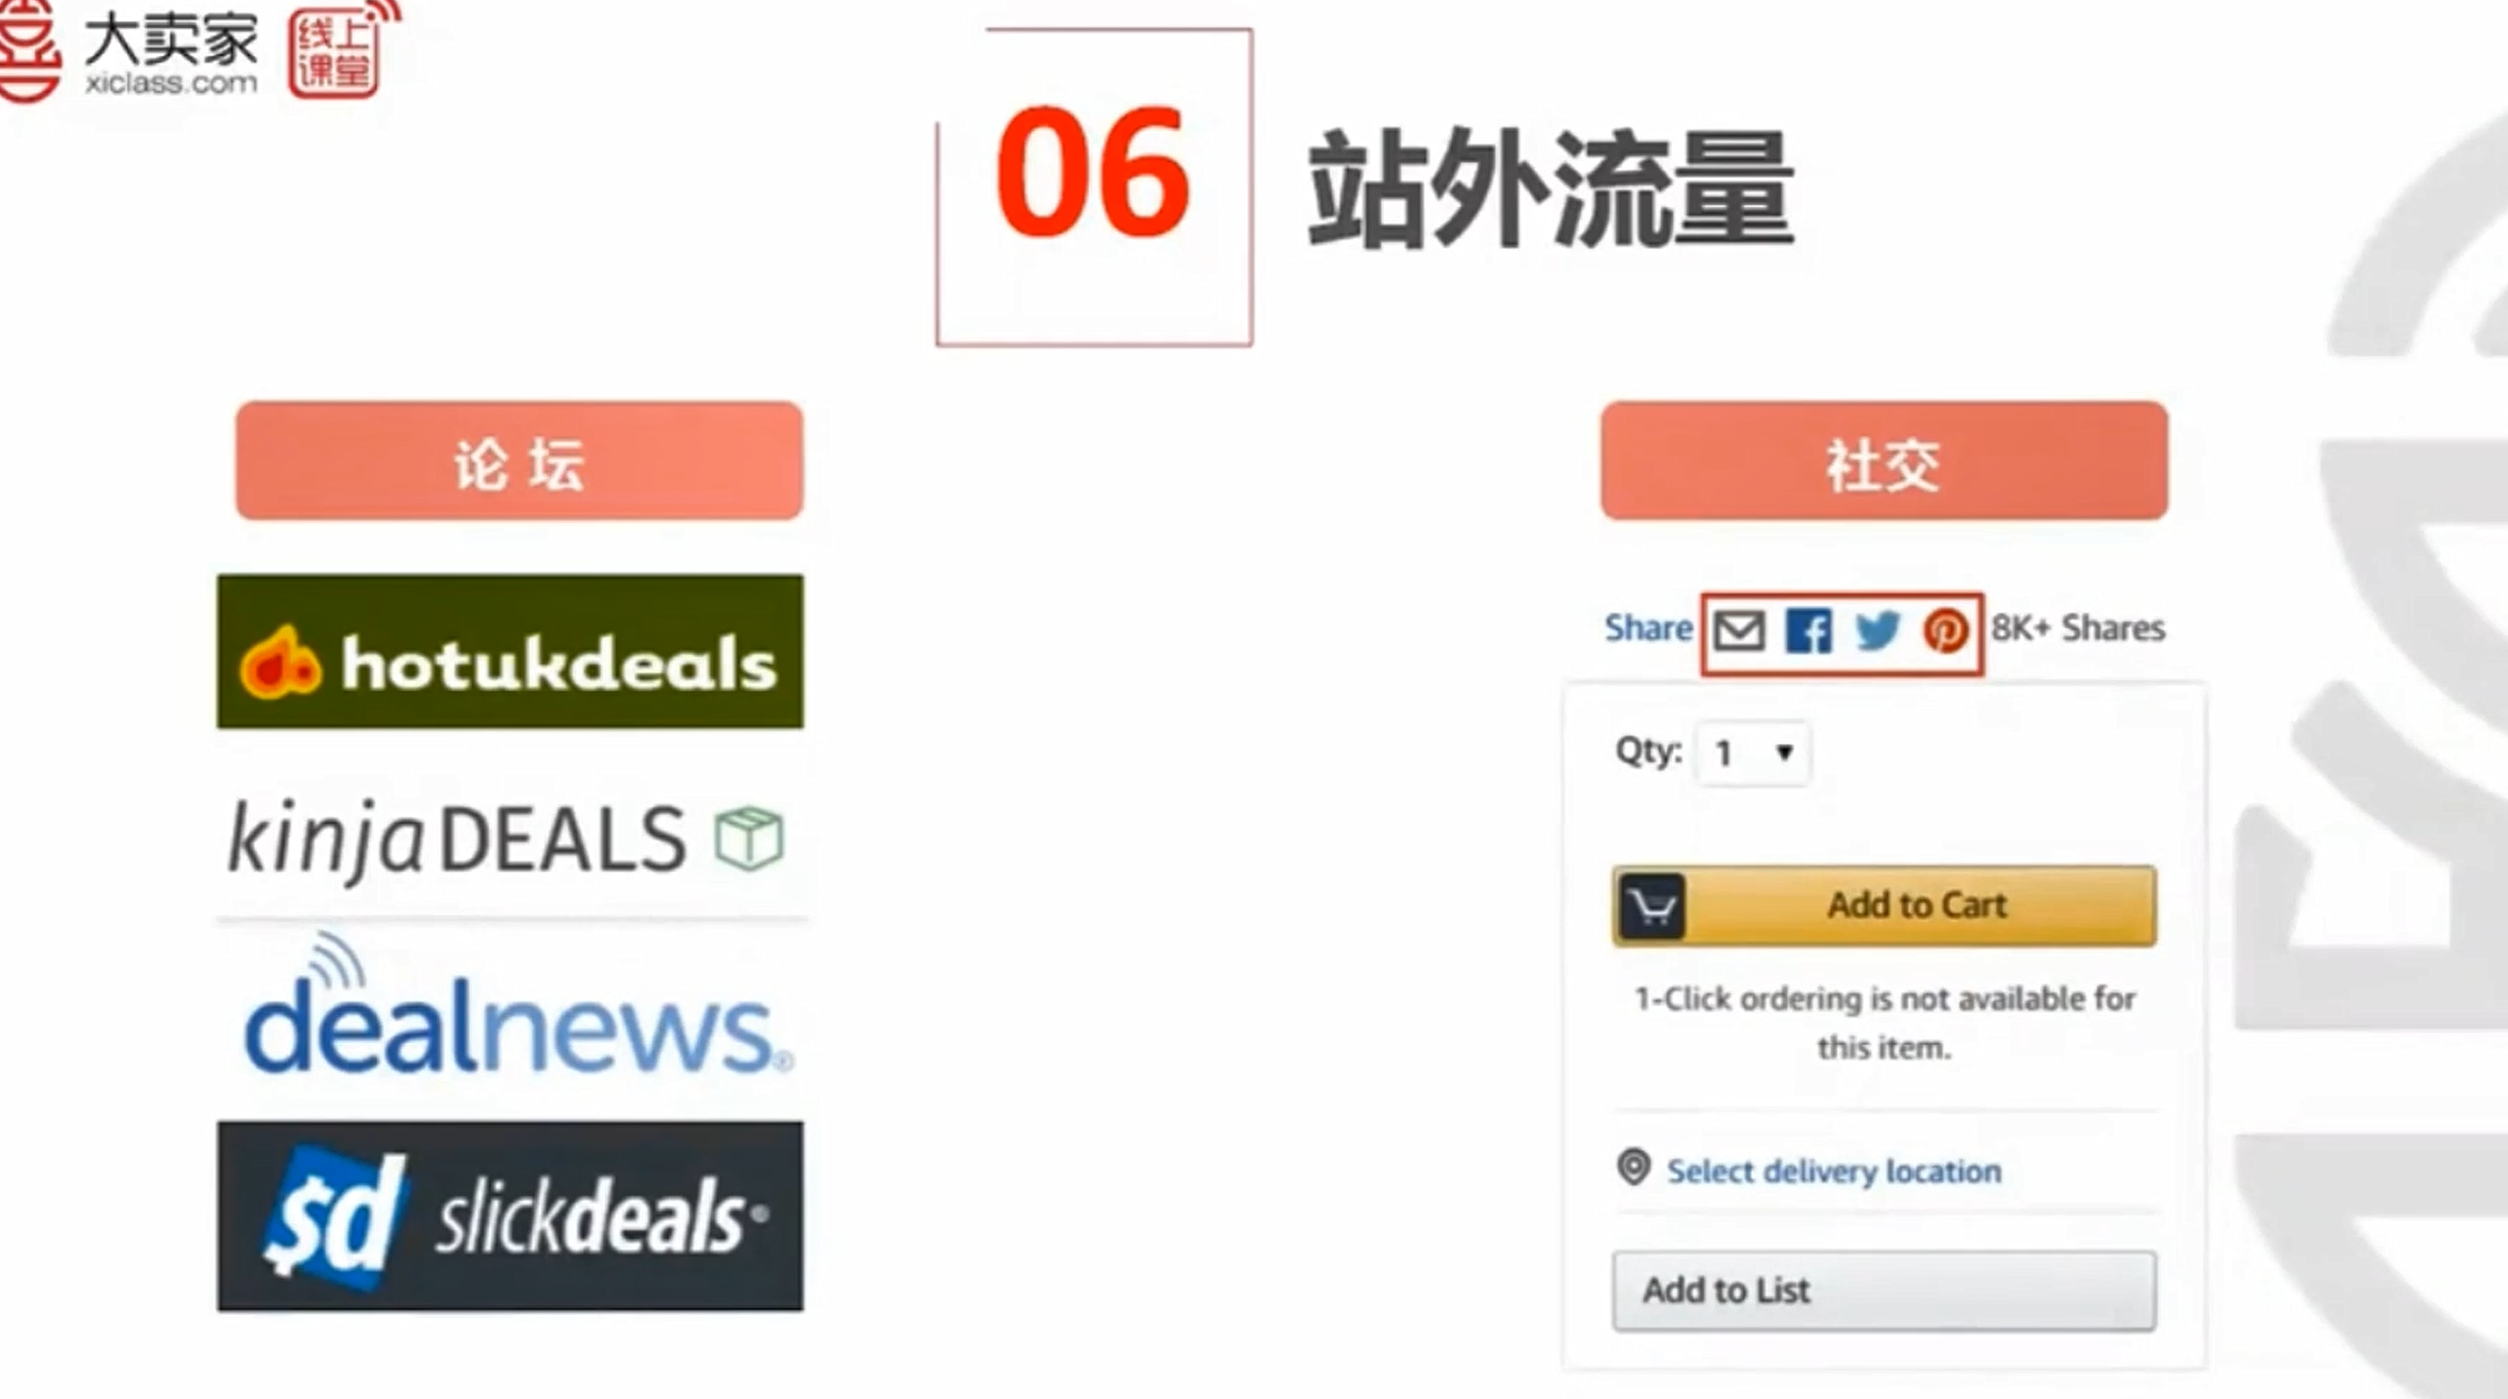 大卖家
xiclass.com
线上
课堂
06
站外流量
论坛
hotukdeals
kinjaDEALS
dealnews®
$d slickdeals®
社交
Share 8K+ Shares
Qty: 1
Add to Cart
1-Click ordering is not available for
this item.
Select delivery location
Add to List